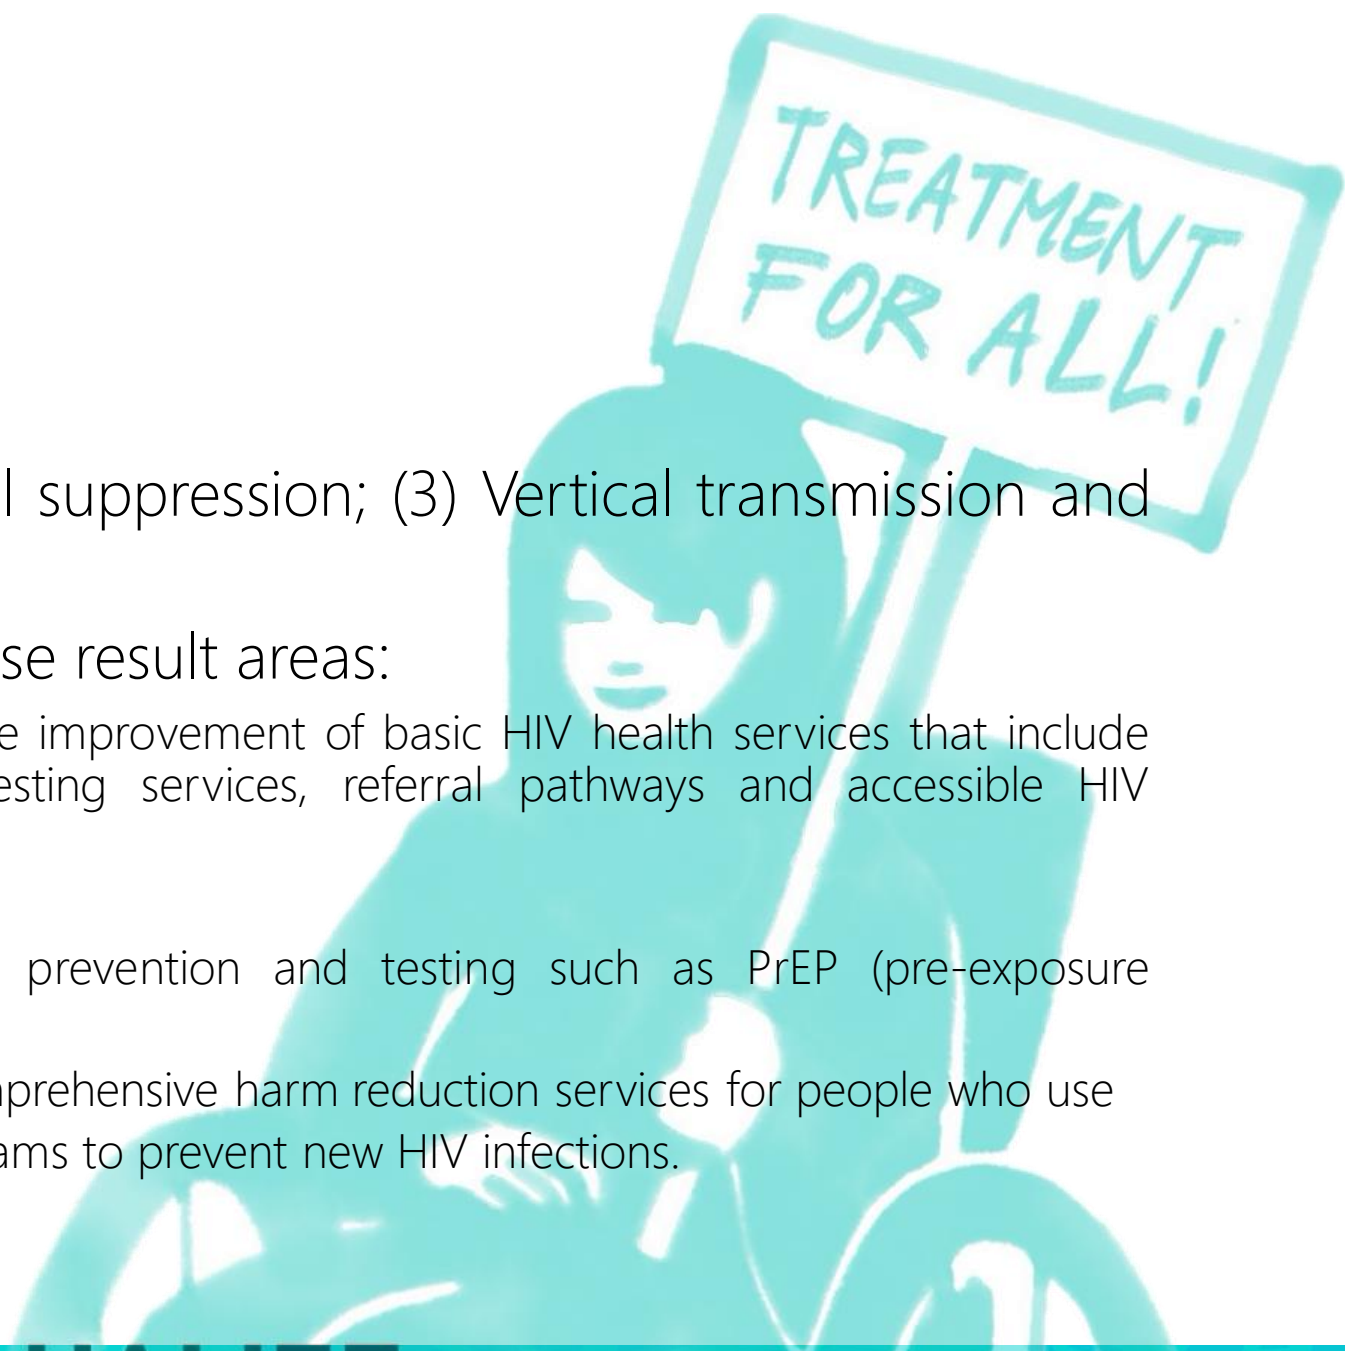 TREATMENT
FOR ALL!
l suppression; (3) Vertical transmission and
se result areas:
e improvement of basic HIV health services that include
esting services, referral pathways and accessible HIV
prevention and testing such as PrEP (pre-exposure
mprehensive harm reduction services for people who use
ams to prevent new HIV infections.